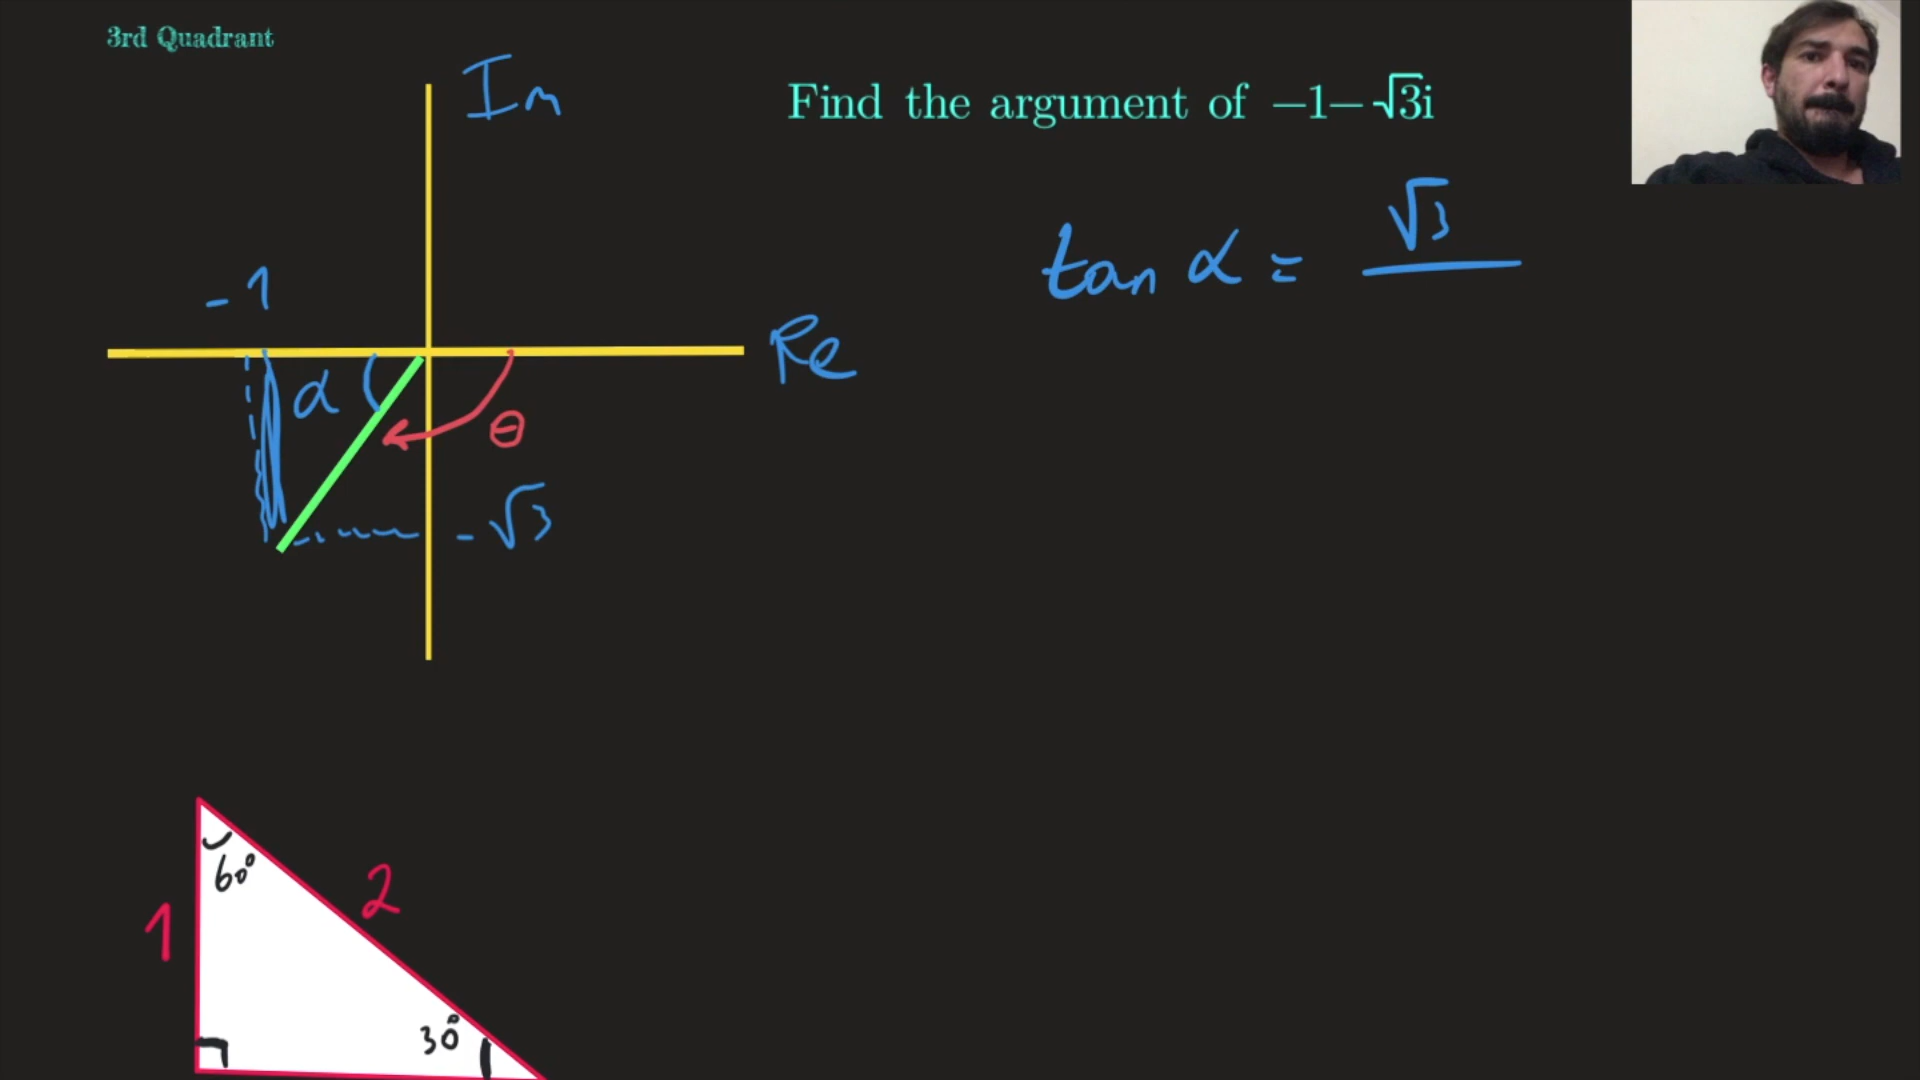 3rd Quadrant
Im
Find the argument of −1−√3i
tan α = √3
-1
Re
α
θ
-√3
60°
2
1
30°